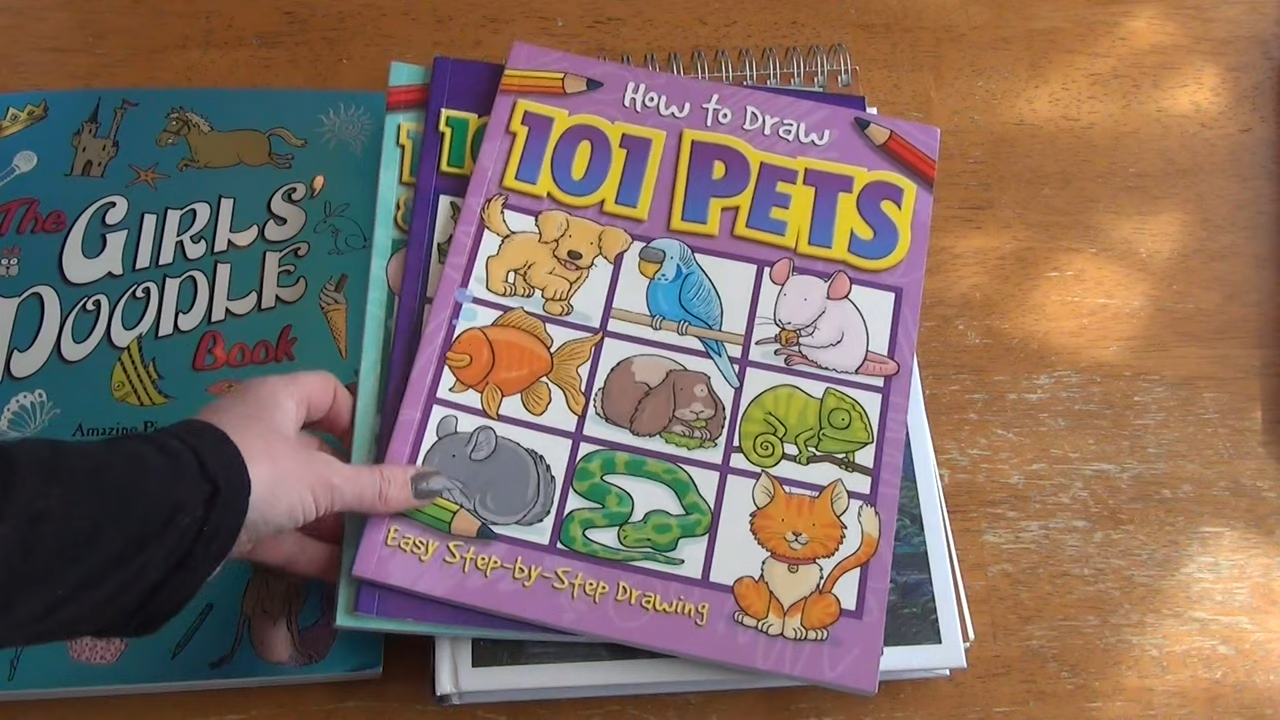 The
GIRLS'
DOODLE
Book
Amazing
How to Draw
101 PETS
Easy Step-by-Step Drawing